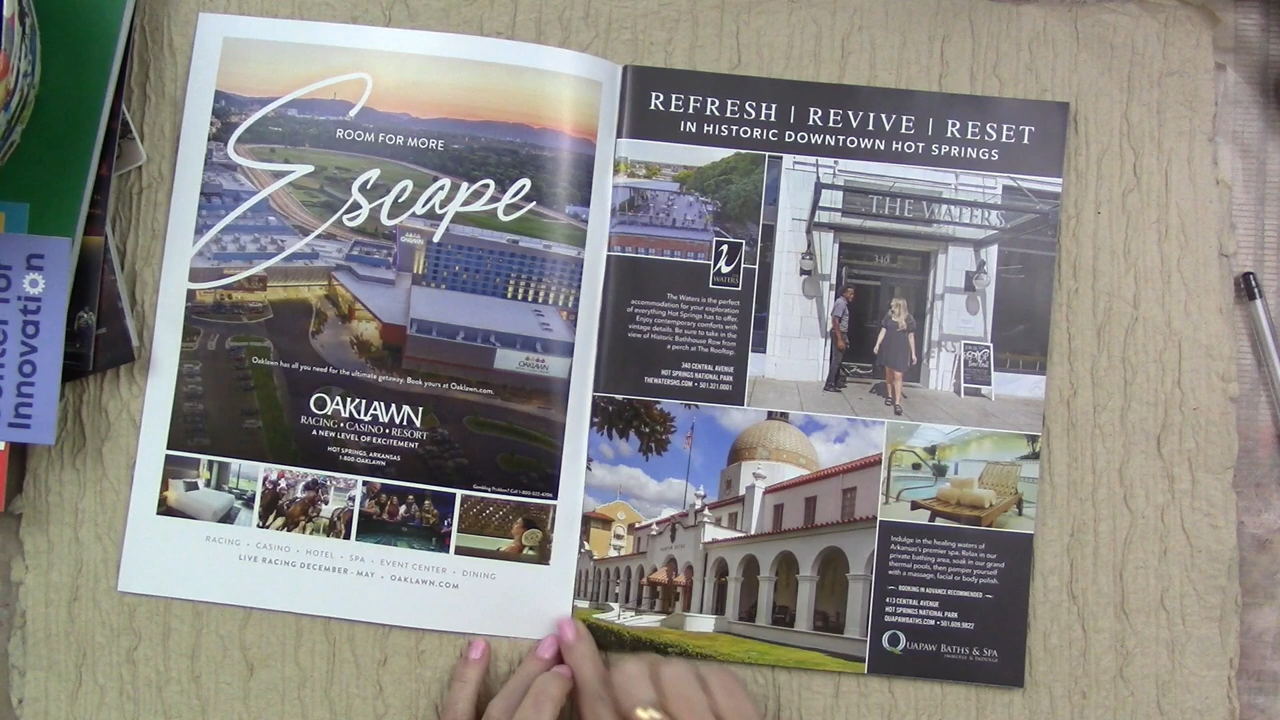 Center for
Innovation
ROOM FOR MORE
Escape
OAKLAWN
Oaklawn has all you need for the ultimate getaway. Book yours at Oaklawn.com.
OAKLAWN
RACING • CASINO • RESORT
A NEW LEVEL OF EXCITEMENT
HOT SPRINGS, ARKANSAS
1-800-OAKLAWN
RACING • CASINO • HOTEL • SPA • EVENT CENTER • DINING
LIVE RACING DECEMBER - MAY • OAKLAWN.COM
REFRESH | REVIVE | RESET
IN HISTORIC DOWNTOWN HOT SPRINGS
THE WATERS
340
WATERS
The Waters is the perfect
accommodation for your exploration
of everything Hot Springs has to offer.
Enjoy contemporary comforts with
vintage details. Be sure to take in the
view of Historic Bathhouse Row from
a perch at The Rooftop.
340 CENTRAL AVENUE
HOT SPRINGS NATIONAL PARK
THEWATERSHS.COM • 501.321.0001
Indulge in the healing waters of
Arkansas's premier spa. Relax in our
grand thermal pools, soak in our
private bathing area, then pamper yourself
with a massage, facial or body polish.
BOOKING IN ADVANCE RECOMMENDED
413 CENTRAL AVENUE
HOT SPRINGS NATIONAL PARK
QUAPAWBATHS.COM • 501.609.9822
QUAPAW BATHS & SPA